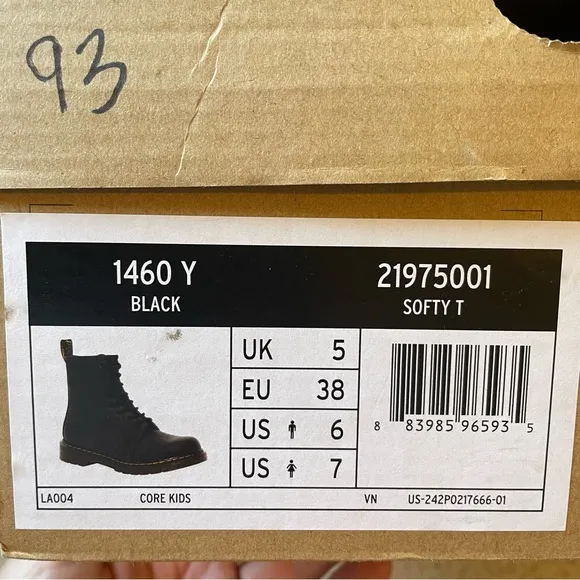 93
1460 Y
BLACK
21975001
SOFTY T
UK 5
EU 38
US 6
US 7
8 83985 96593 5
LA004 CORE KIDS VN US-242P0217666-01